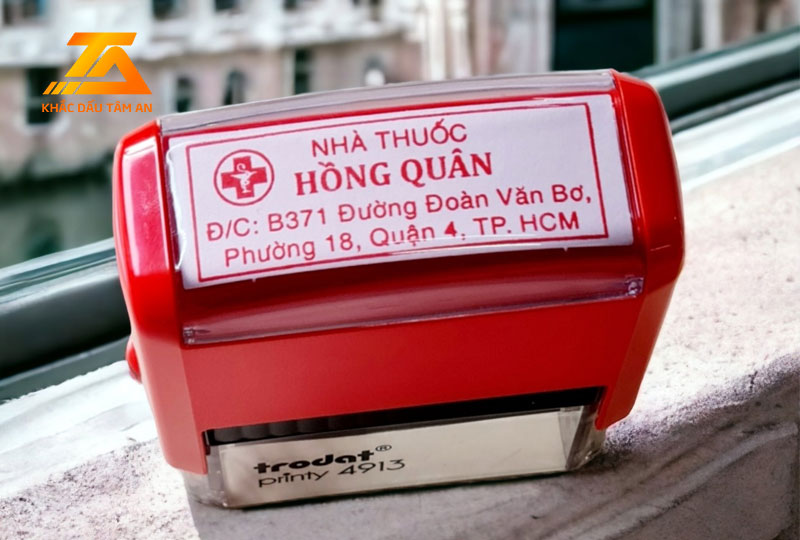 KHẮC DẤU TÂM AN
NHÀ THUỐC
HỒNG QUÂN
Đ/C: B371 Đường Đoàn Văn Bơ,
Phường 18, Quận 4, TP. HCM
trodat®
printy 4913